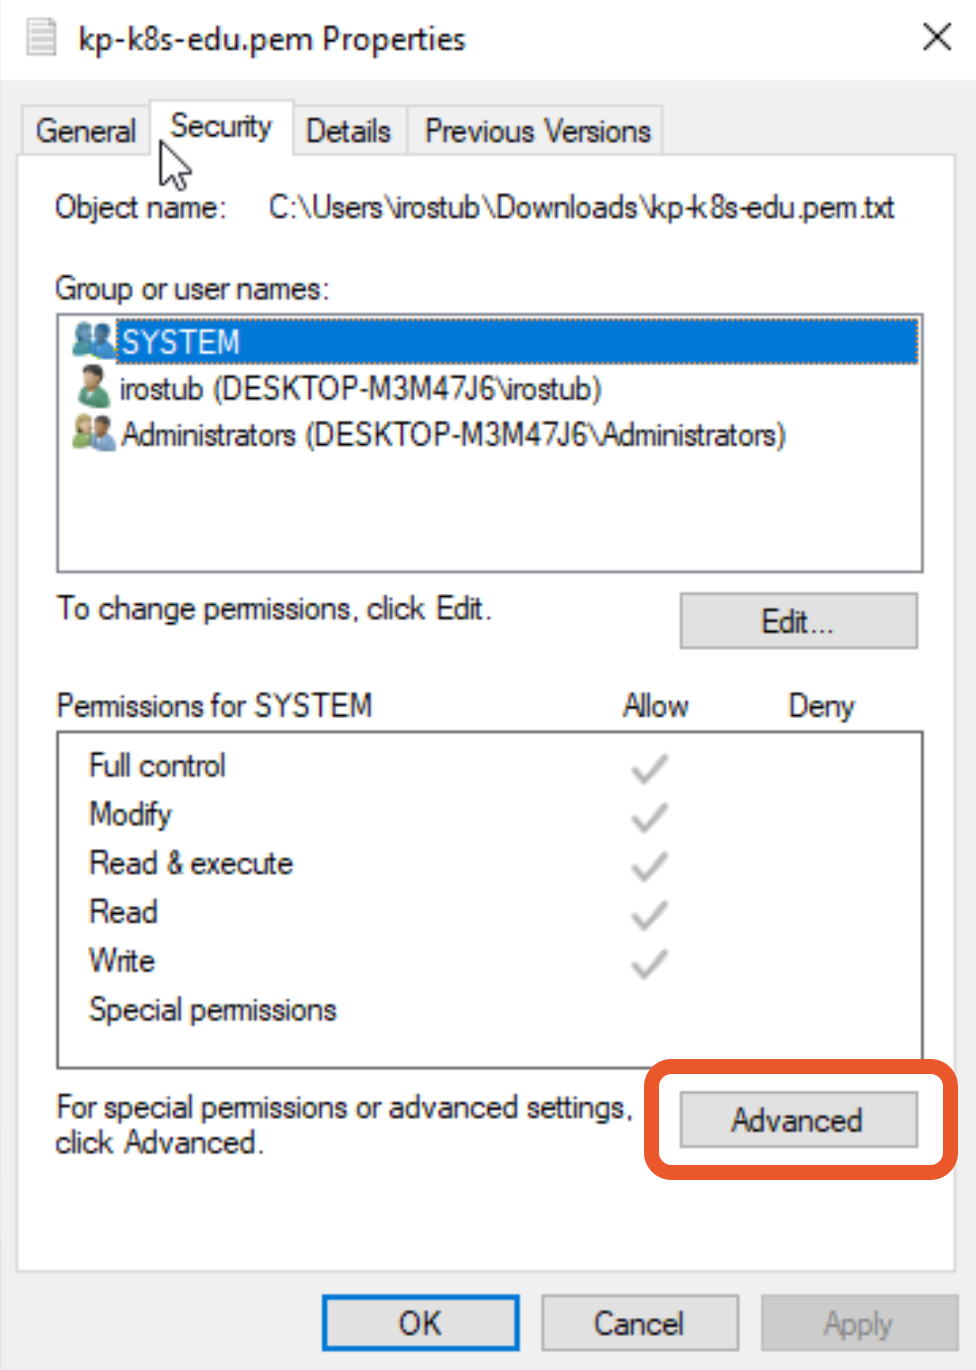 kp-k8s-edu.pem Properties
General Security Details Previous Versions
Object name: C:\Users\irostub\Downloads\kp-k8s-edu.pem.txt
Group or user names:
SYSTEM
irostub (DESKTOP-M3M47J6\irostub)
Administrators (DESKTOP-M3M47J6\Administrators)
To change permissions, click Edit.
Edit...
Permissions for SYSTEM Allow Deny
Full control
Modify
Read & execute
Read
Write
Special permissions
For special permissions or advanced settings,
click Advanced.
Advanced
OK Cancel Apply